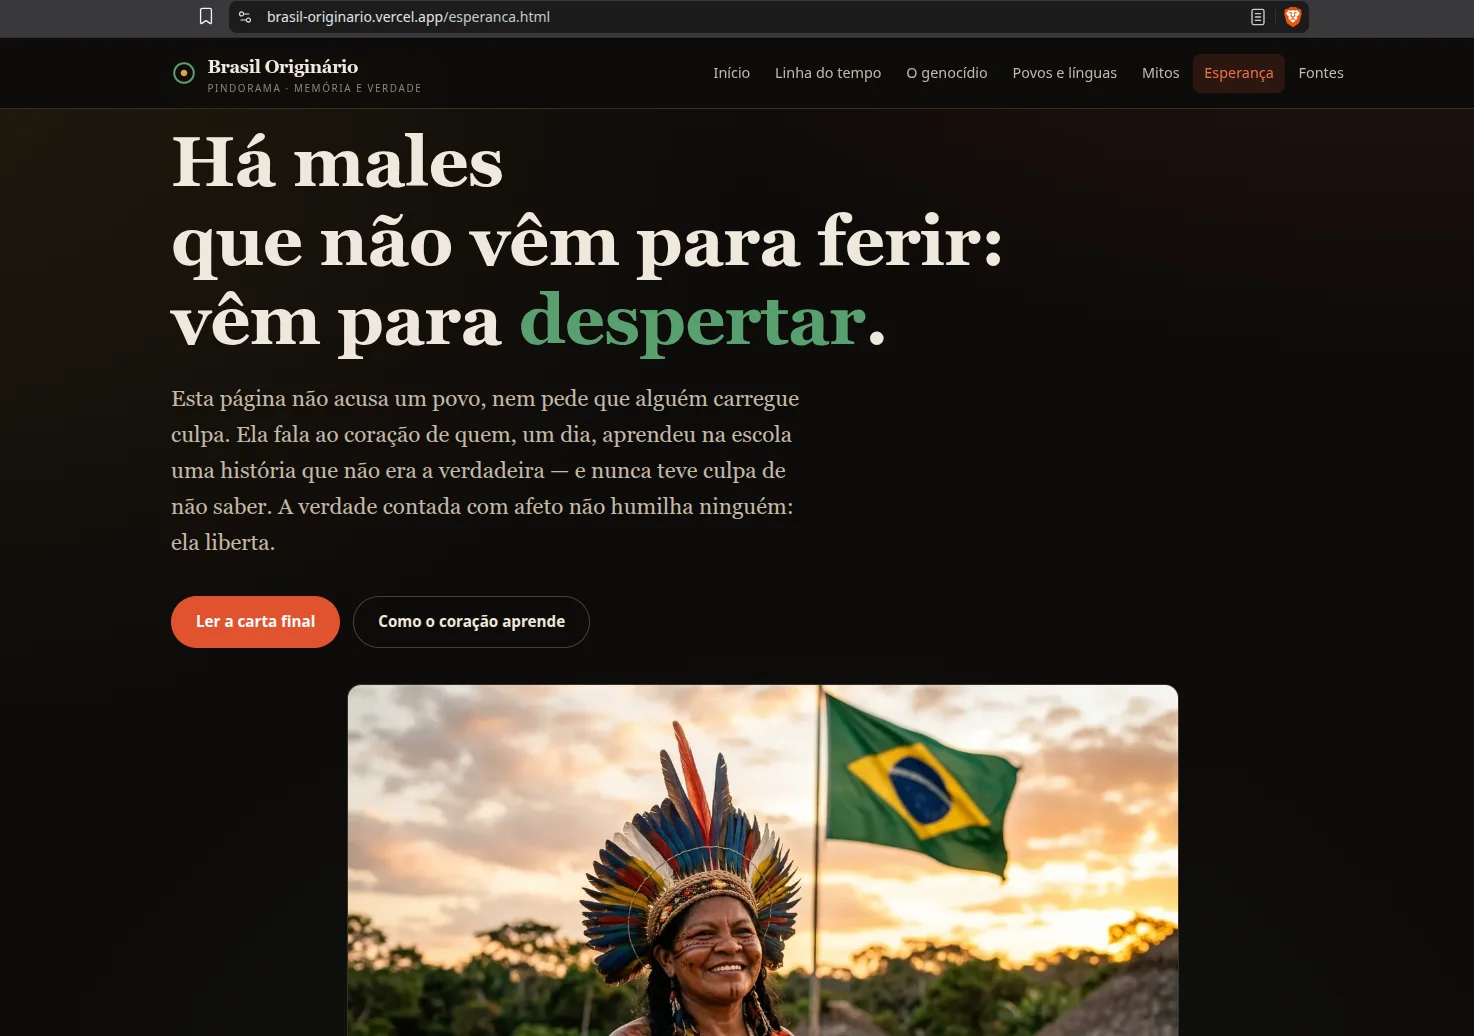 brasil-originario.vercel.app/esperanca.html
Brasil Originário
PINDORAMA · MEMÓRIA E VERDADE
Início
Linha do tempo
O genocídio
Povos e línguas
Mitos
Esperança
Fontes
Há males
que não vêm para ferir:
vêm para despertar.
Esta página não acusa um povo, nem pede que alguém carregue
culpa. Ela fala ao coração de quem, um dia, aprendeu na escola
uma história que não era a verdadeira — e nunca teve culpa de
não saber. A verdade contada com afeto não humilha ninguém:
ela liberta.
Ler a carta final
Como o coração aprende